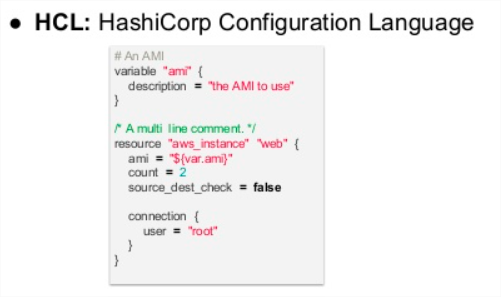 • HCL: HashiCorp Configuration Language
# An AMI
variable "ami" {
description = "the AMI to use"
}
/* A multi line comment. */
resource "aws_instance" "web" {
ami = "${var.ami}"
count = 2
source_dest_check = false
connection {
user = "root"
}
}